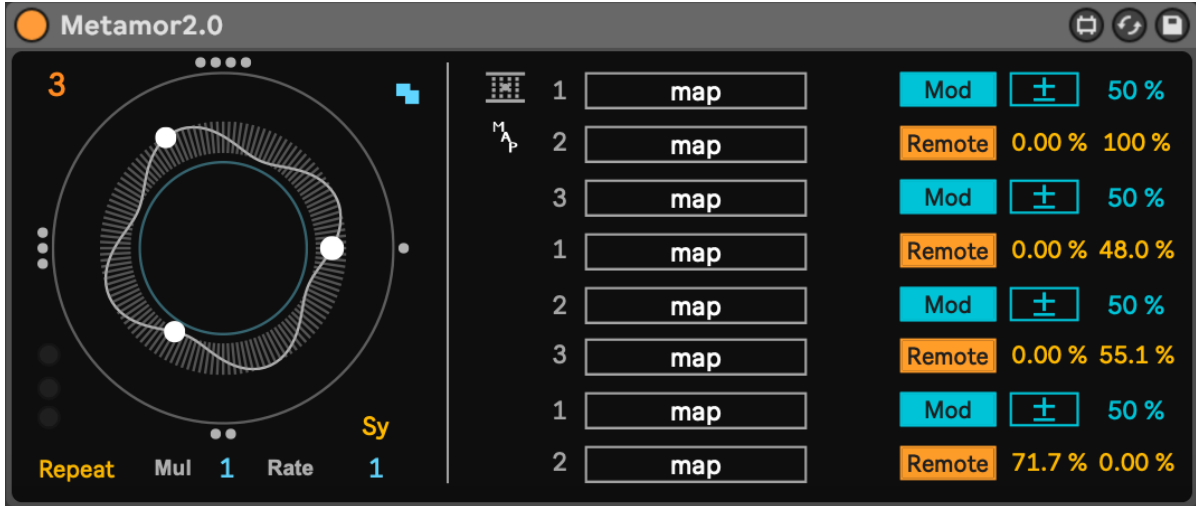 Metamor2.0
3
MAP
1 map Mod ± 50 %
2 map Remote 0.00 % 100 %
3 map Mod ± 50 %
1 map Remote 0.00 % 48.0 %
2 map Mod ± 50 %
3 map Remote 0.00 % 55.1 %
1 map Mod ± 50 %
2 map Remote 71.7 % 0.00 %
Sy
Repeat Mul 1 Rate 1